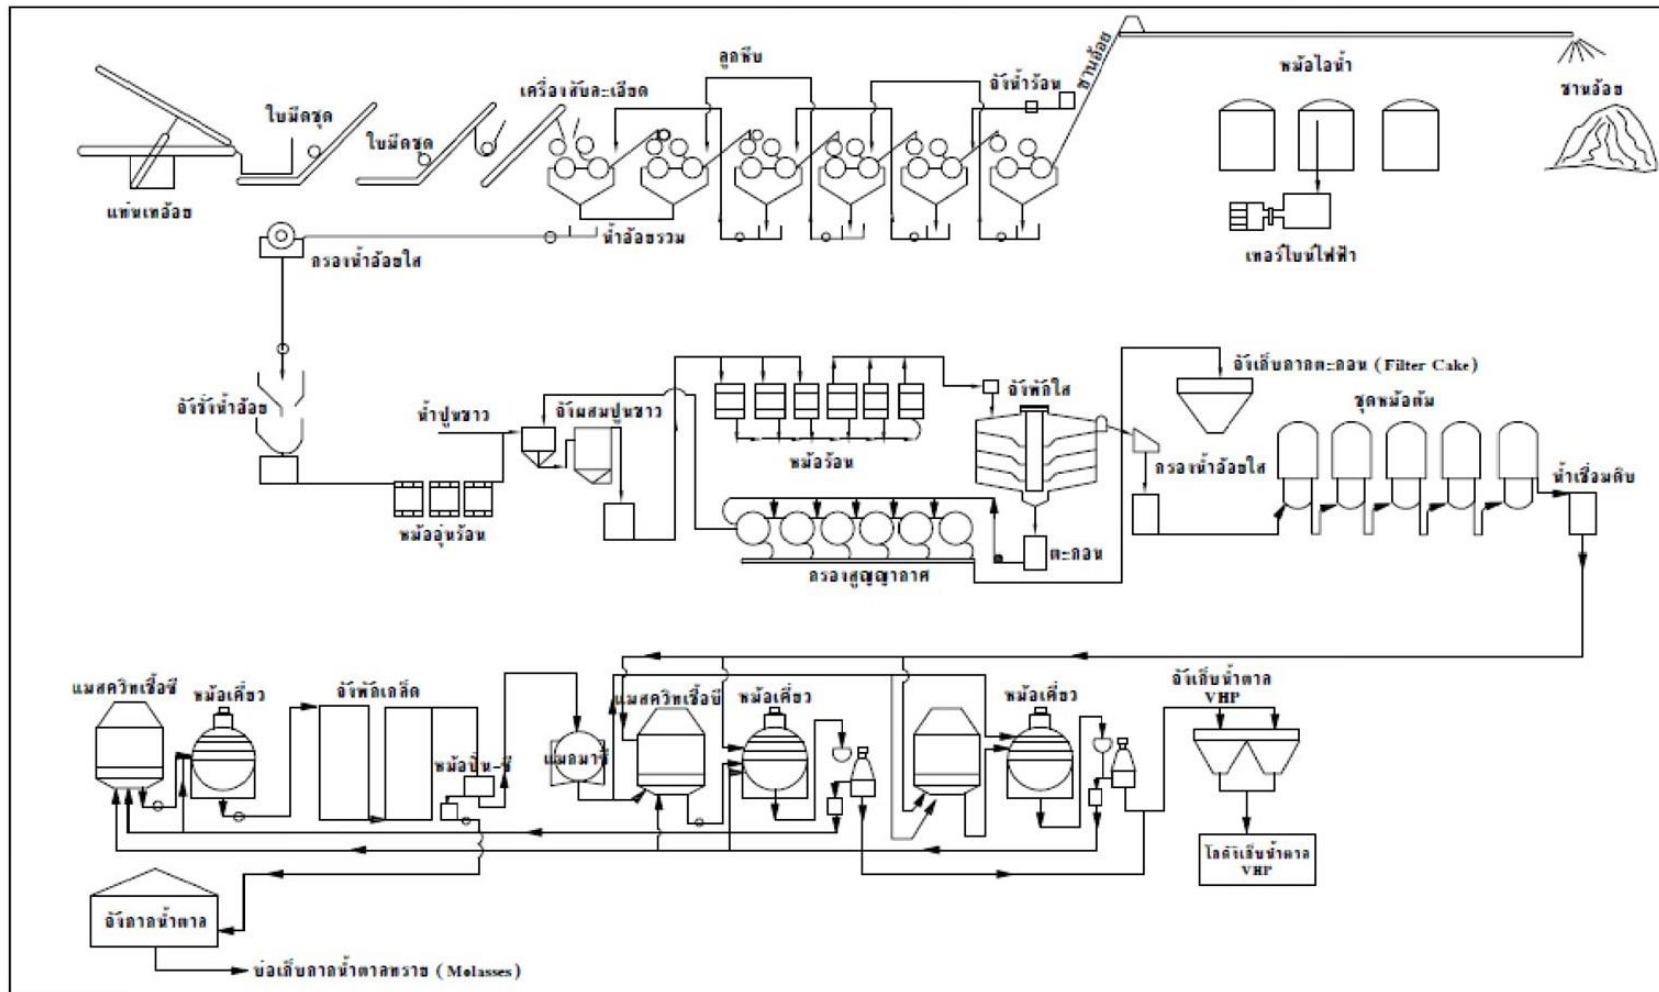 ลูกหีบ
เครื่องสับละเอียด
ถังน้ำร้อน
ชานอ้อย
หม้อไอน้ำ
ชานอ้อย
ใบมีดชุด
ใบมีดชุด
แท่นเทอ้อย
น้ำอ้อยรวม
กรองน้ำอ้อยใส
เทอร์ไบน์ไฟฟ้า
ถังชั่งน้ำอ้อย
น้ำปูนขาว
ถังผสมปูนขาว
หม้อร้อน
ถังพักใส
ถังเก็บกากตะกอน (Filter Cake)
ชุดหม้อต้ม
กรองน้ำอ้อยใส
น้ำเชื่อมดิบ
หม้ออุ่นร้อน
กรองสูญญากาศ
ตะกอน
แมสควิทเชื้อซี
หม้อเคี่ยว
ถังพักเกล็ด
หม้อปั่น-ซี
แมกมาซี
แมสควิทเชื้อบี
หม้อเคี่ยว
หม้อเคี่ยว
ถังเก็บน้ำตาล
VHP
โกดังเก็บน้ำตาล
VHP
ถังกากน้ำตาล
บ่อเก็บกากน้ำตาลทราย (Molasses)